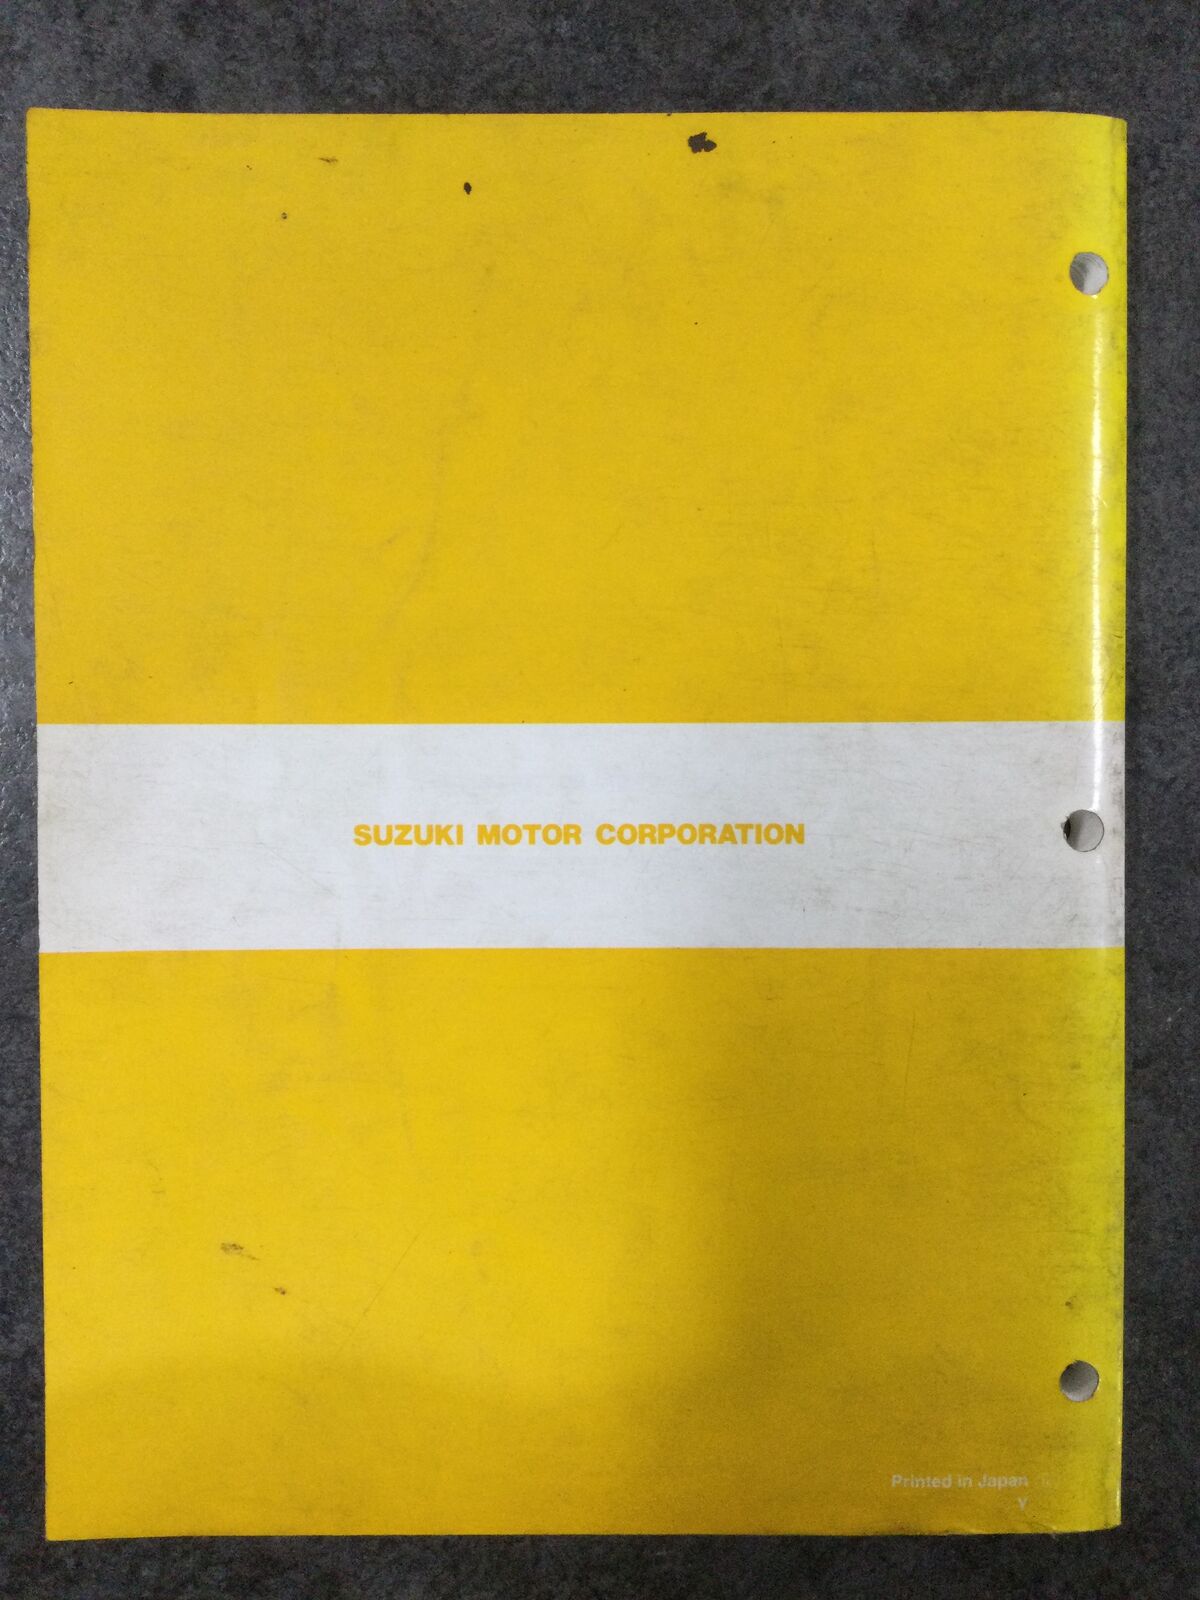 SUZUKI MOTOR CORPORATION
Printed in Japan
V